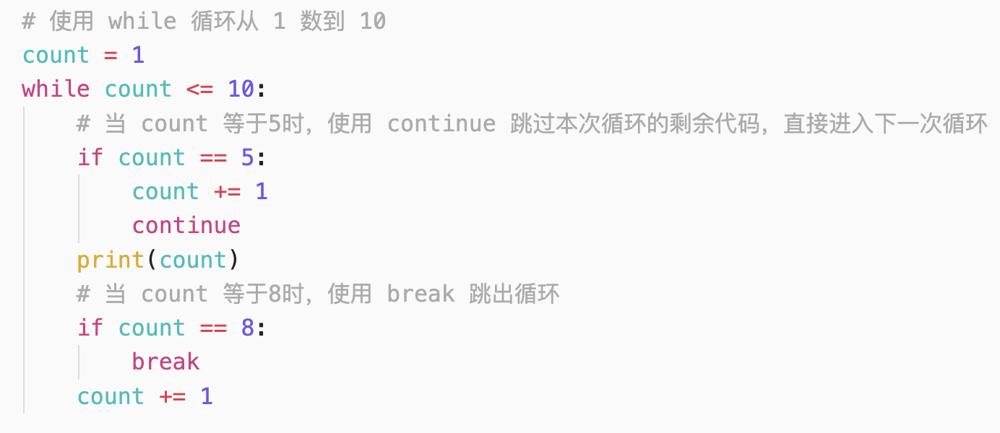 # 使用 while 循环从 1 数到 10
count = 1
while count <= 10:
    # 当 count 等于5时，使用 continue 跳过本次循环的剩余代码，直接进入下一次循环
    if count == 5:
        count += 1
        continue
    print(count)
    # 当 count 等于8时，使用 break 跳出循环
    if count == 8:
        break
    count += 1